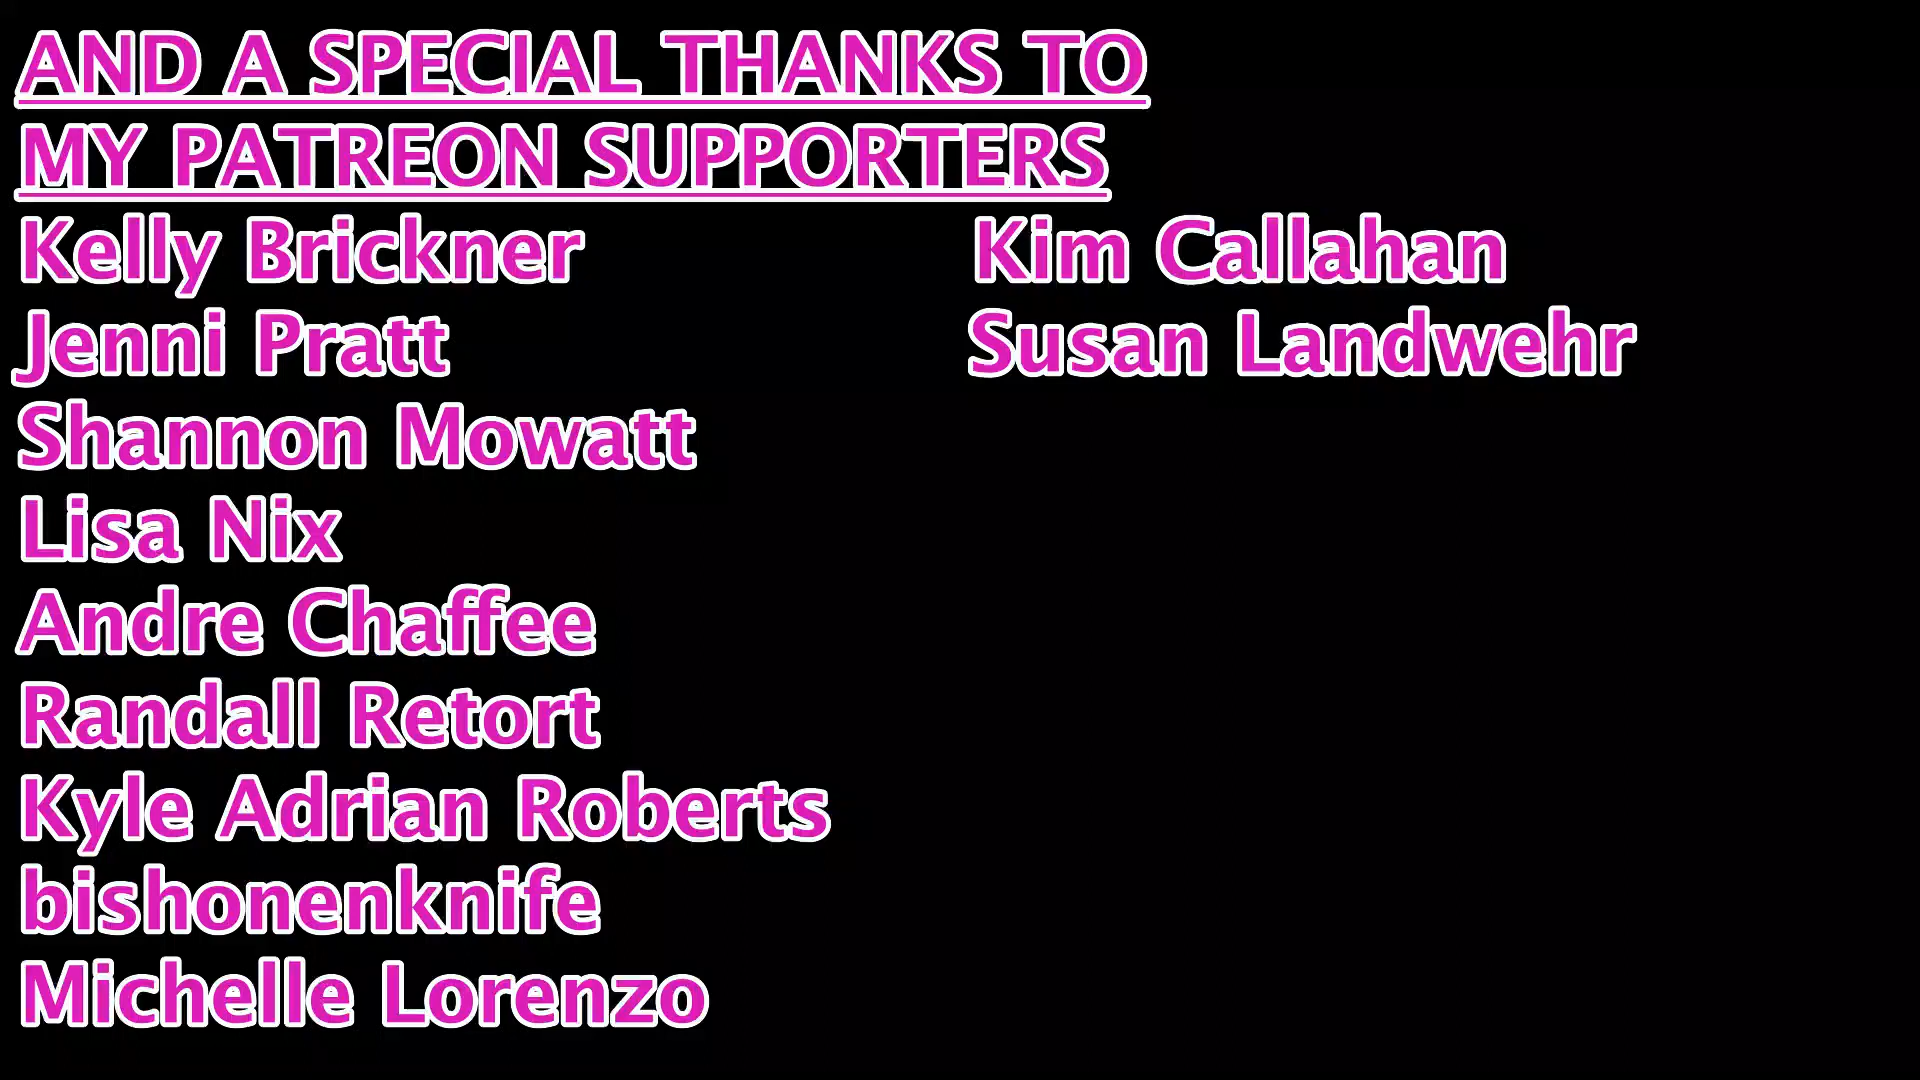 AND A SPECIAL THANKS TO
MY PATREON SUPPORTERS
Kelly Brickner
Jenni Pratt
Shannon Mowatt
Lisa Nix
Andre Chaffee
Randall Retort
Kyle Adrian Roberts
bishonenknife
Michelle Lorenzo
Kim Callahan
Susan Landwehr